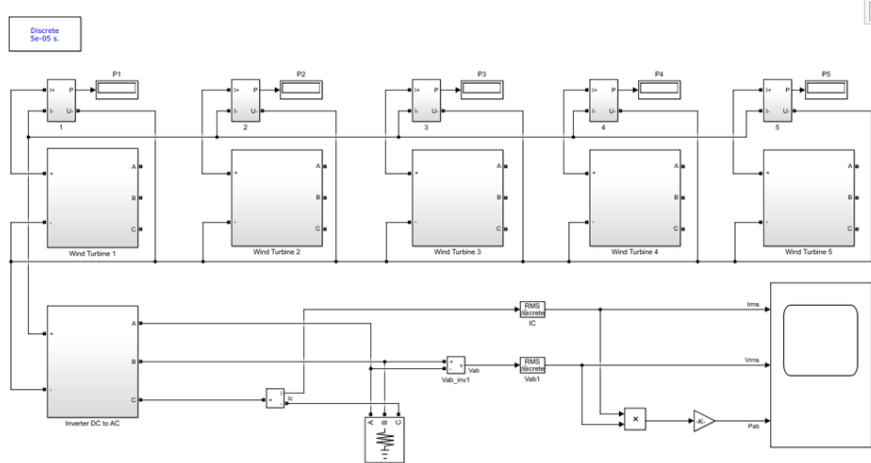 Discrete
5e-05 s.
P1
P2
P3
P4
P5
I+ P
I+ P
I+ P
I+ P
I+ P
I- U-
I- U-
I- U-
I- U-
I- U-
1
2
3
4
5
+ A
+ A
+ A
+ A
+ A
B
B
B
B
B
- C
- C
- C
- C
- C
Wind Turbine 1
Wind Turbine 2
Wind Turbine 3
Wind Turbine 4
Wind Turbine 5
RMS
discrete
IC
Irms
+ A
B
- C
Inverter DC to AC
+ i
-
Ic
+ v
-
Vab
Vab_inv1
RMS
discrete
Vab1
Vrms
A B C
×
-K-
Pab